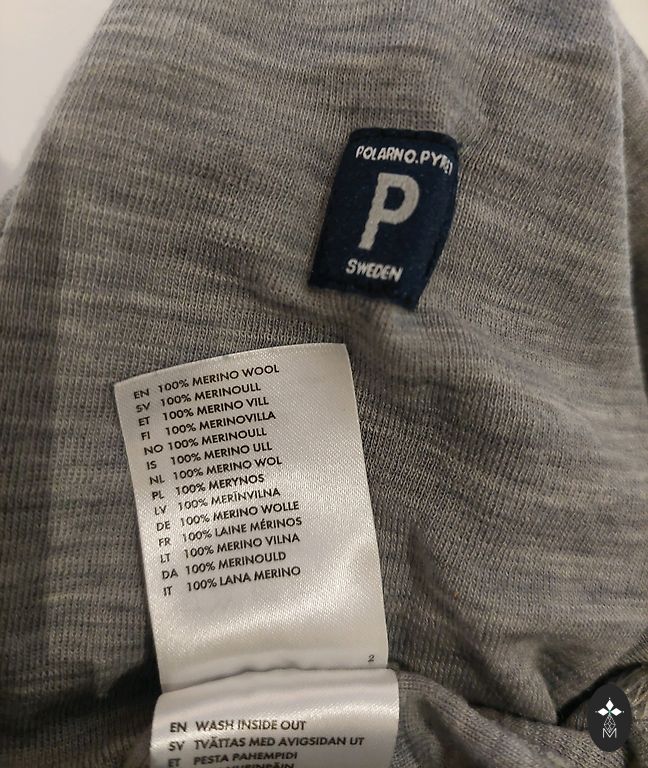 POLARNO.PYRET
P
SWEDEN
EN 100% MERINO WOOL
SV 100% MERINOULL
ET 100% MERINO VILL
FI 100% MERINOVILLA
NO 100% MERINOULL
IS 100% MERINO ULL
NL 100% MERINO WOL
PL 100% MERYNOS
LV 100% MERĪNVILNA
DE 100% MERINO WOLLE
FR 100% LAINE MÉRINOS
LT 100% MERINO VILNA
DA 100% MERINOULD
IT 100% LANA MERINO
2
EN WASH INSIDE OUT
SV TVÄTTAS MED AVIGSIDAN UT
ET PESTA PAHEMPIDI
M